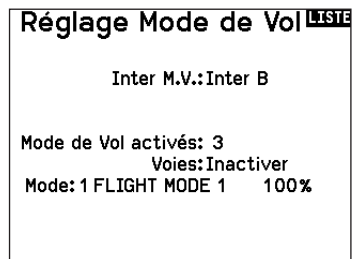 Réglage Mode de Vol LISTE
Inter M.V.: Inter B
Mode de Vol activés: 3
Voies: Inactiver
Mode: 1 FLIGHT MODE 1 100%